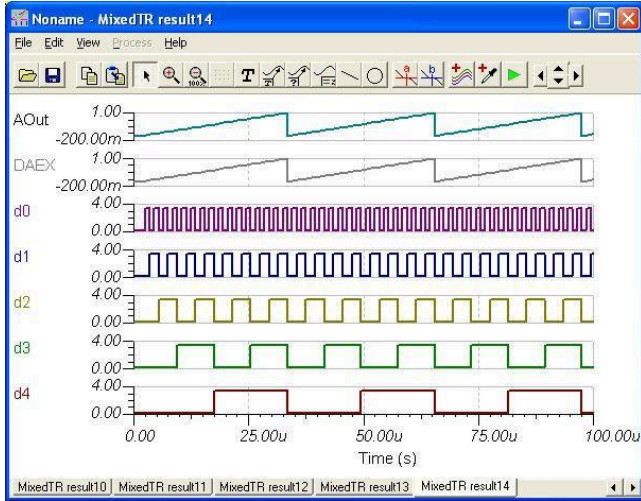 Noname - MixedTR result14
File Edit View Process Help
T
100%
a b
AOut 1.00
-200.00m
DAEX 1.00
-200.00m
d0 4.00
0.00
d1 4.00
0.00
d2 4.00
0.00
d3 4.00
0.00
d4 4.00
0.00
0.00 25.00u 50.00u 75.00u 100.00u
Time (s)
MixedTR result10 MixedTR result11 MixedTR result12 MixedTR result13 MixedTR result14